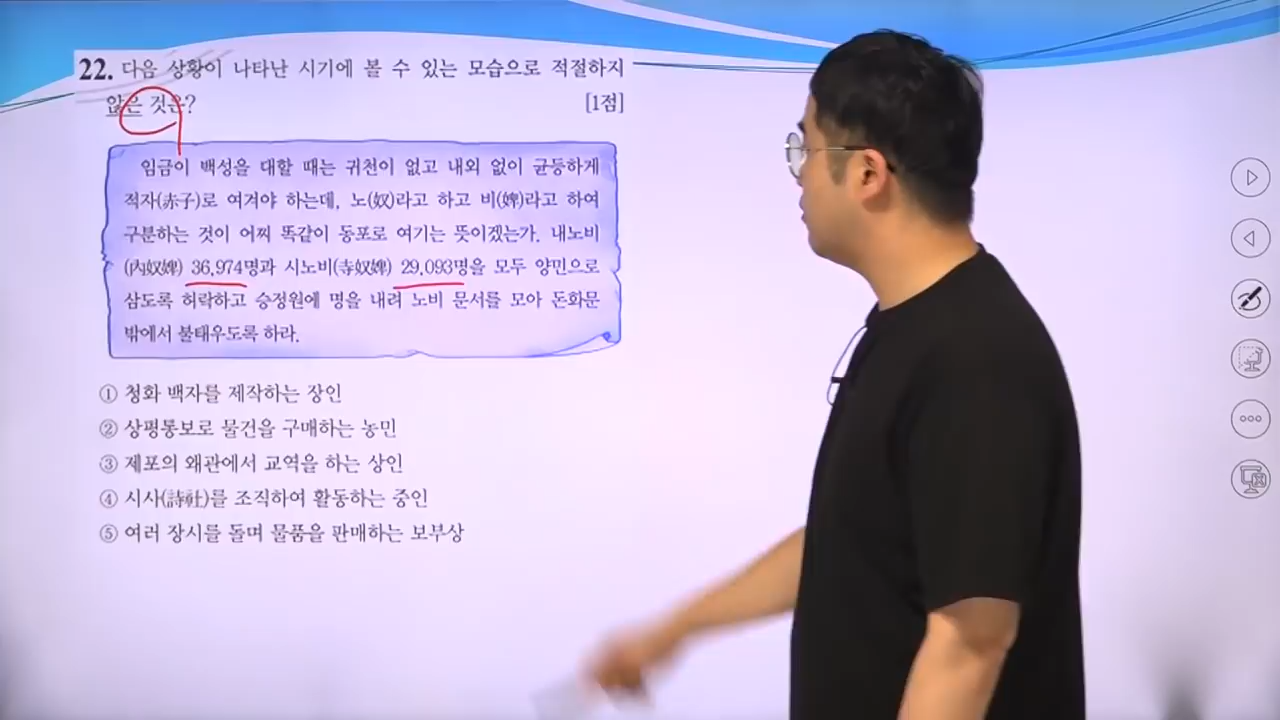 22. 다음 상황이 나타난 시기에 볼 수 있는 모습으로 적절하지
않은 것은? [1점]
임금이 백성을 대할 때는 귀천이 없고 내외 없이 균등하게
적자(赤子)로 여겨야 하는데, 노(奴)라고 하고 비(婢)라고 하여
구분하는 것이 어찌 똑같이 동포로 여기는 뜻이겠는가. 내노비
(內奴婢) 36,974명과 시노비(寺奴婢) 29,093명을 모두 양민으로
삼도록 허락하고 승정원에 명을 내려 노비 문서를 모아 돈화문
밖에서 불태우도록 하라.
① 청화 백자를 제작하는 장인
② 상평통보로 물건을 구매하는 농민
③ 제포의 왜관에서 교역을 하는 상인
④ 시사(詩社)를 조직하여 활동하는 중인
⑤ 여러 장시를 돌며 물품을 판매하는 보부상